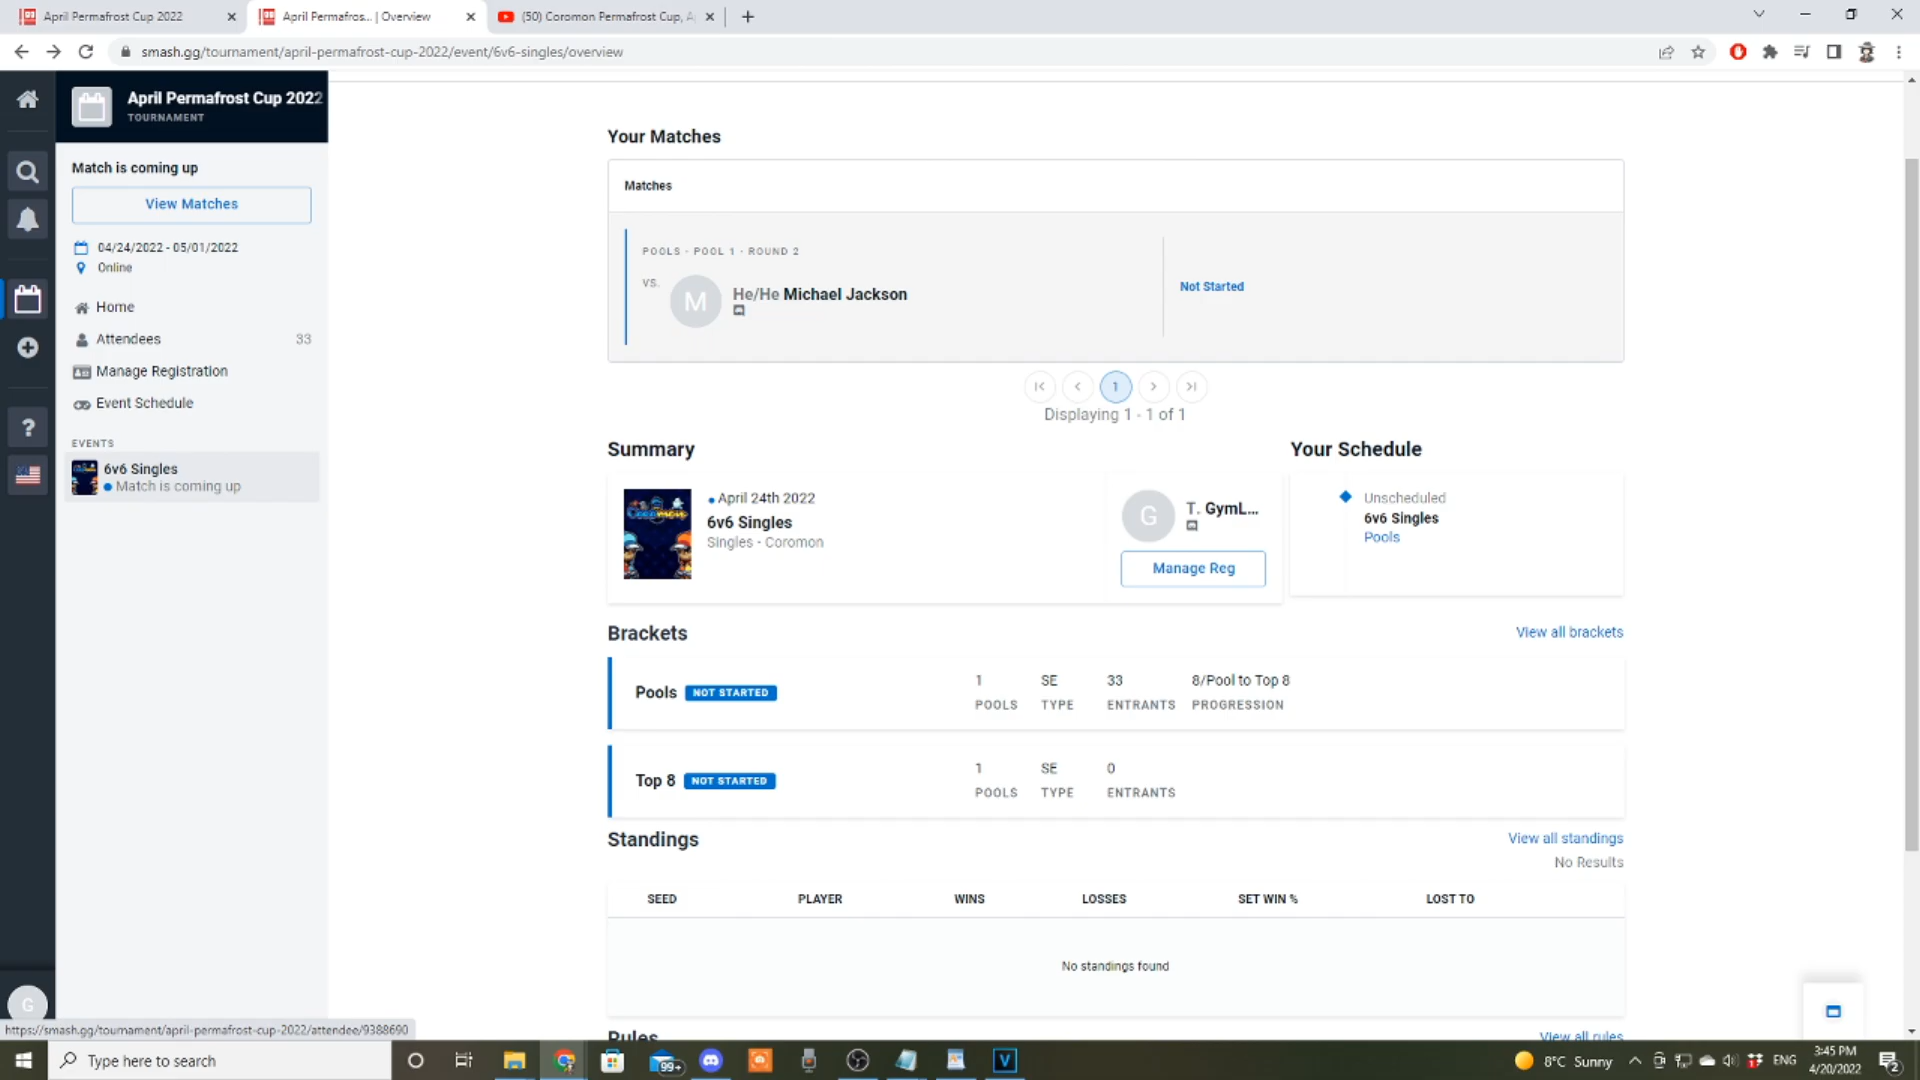 April Permafrost Cup 2022
April Permafros... | Overview
(50) Coromon Permafrost Cup, A
smash.gg/tournament/april-permafrost-cup-2022/event/6v6-singles/overview
April Permafrost Cup 2022
TOURNAMENT
Match is coming up
View Matches
04/24/2022 - 05/01/2022
Online
Home
Attendees 33
Manage Registration
Event Schedule
EVENTS
6v6 Singles
Match is coming up
Your Matches
Matches
POOLS - POOL 1 - ROUND 2
VS.
M
He/He Michael Jackson
Not Started
1
Displaying 1 - 1 of 1
Summary
April 24th 2022
6v6 Singles
Singles - Coromon
G
T. GymL...
Manage Reg
Your Schedule
Unscheduled
6v6 Singles
Pools
Brackets
View all brackets
Pools NOT STARTED
1 SE 33 8/Pool to Top 8
POOLS TYPE ENTRANTS PROGRESSION
Top 8 NOT STARTED
1 SE 0
POOLS TYPE ENTRANTS
Standings
View all standings
No Results
SEED PLAYER WINS LOSSES SET WIN % LOST TO
No standings found
Rules
View all rules
G
https://smash.gg/tournament/april-permafrost-cup-2022/attendee/9388690
Type here to search
99+
V
8°C Sunny
ENG
3:45 PM
4/20/2022
2